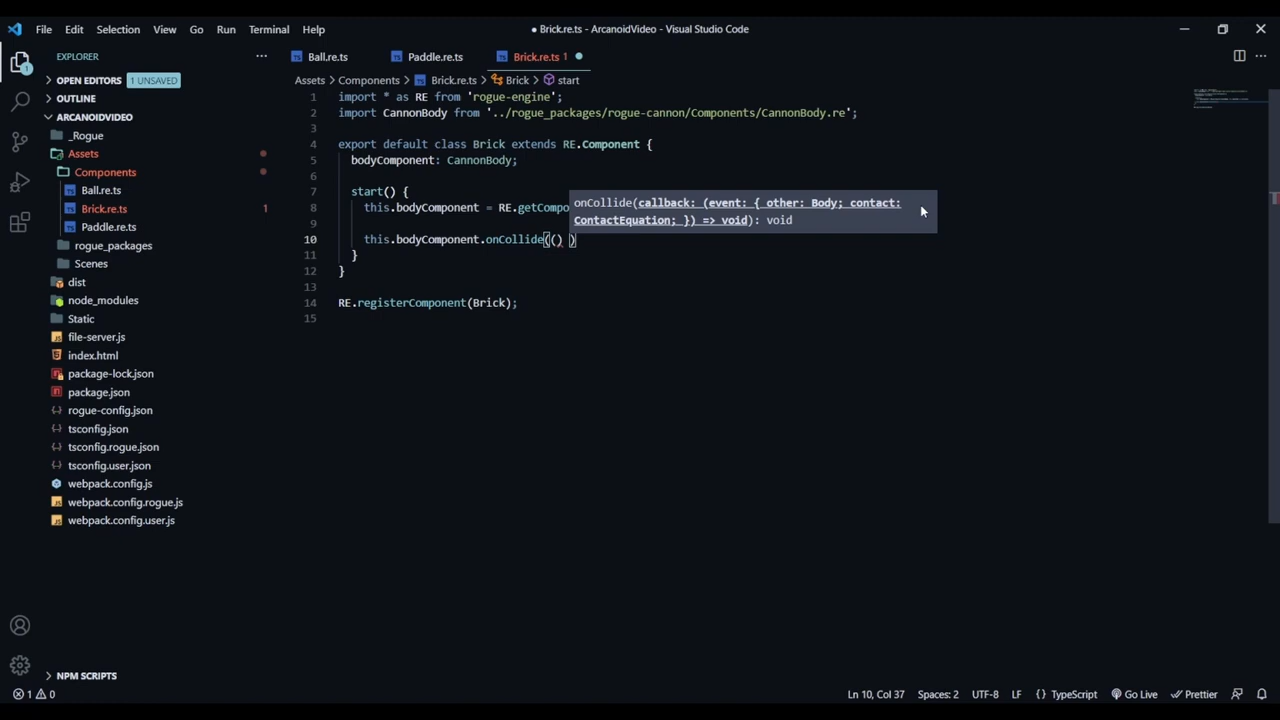 File Edit Selection View Go Run Terminal Help
● Brick.re.ts - ArcanoidVideo - Visual Studio Code
EXPLORER
Ball.re.ts
Paddle.re.ts
Brick.re.ts 1
1
OPEN EDITORS 1 UNSAVED
OUTLINE
ARCANOIDVIDEO
_Rogue
Assets
Components
Ball.re.ts
Brick.re.ts 1
Paddle.re.ts
rogue_packages
Scenes
dist
node_modules
Static
file-server.js
index.html
package-lock.json
package.json
rogue-config.json
tsconfig.json
tsconfig.rogue.json
tsconfig.user.json
webpack.config.js
webpack.config.rogue.js
webpack.config.user.js
NPM SCRIPTS
Assets > Components > Brick.re.ts > Brick > start
1 import * as RE from 'rogue-engine';
2 import CannonBody from '../rogue_packages/rogue-cannon/Components/CannonBody.re';
3
4 export default class Brick extends RE.Component {
5 bodyComponent: CannonBody;
6
7 start() {
8 this.bodyComponent = RE.getCompo
9
10 this.bodyComponent.onCollide(() )
11 }
12 }
13
14 RE.registerComponent(Brick);
15
onCollide(callback: (event: { other: Body; contact:
ContactEquation; }) => void): void
1 0
Ln 10, Col 37 Spaces: 2 UTF-8 LF { } TypeScript Go Live Prettier